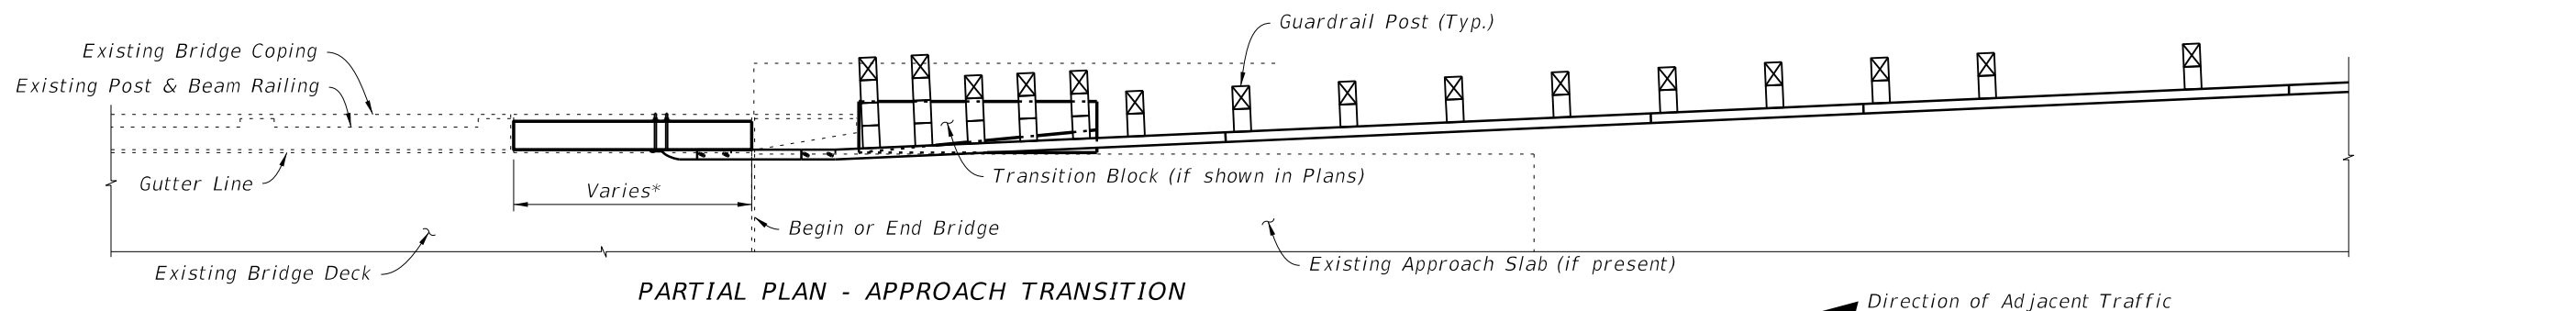 Guardrail Post (Typ.)
Existing Bridge Coping
Existing Post & Beam Railing
Gutter Line
Varies*
Transition Block (if shown in Plans)
Begin or End Bridge
Existing Bridge Deck
Existing Approach Slab (if present)
PARTIAL PLAN - APPROACH TRANSITION
Direction of Adjacent Traffic